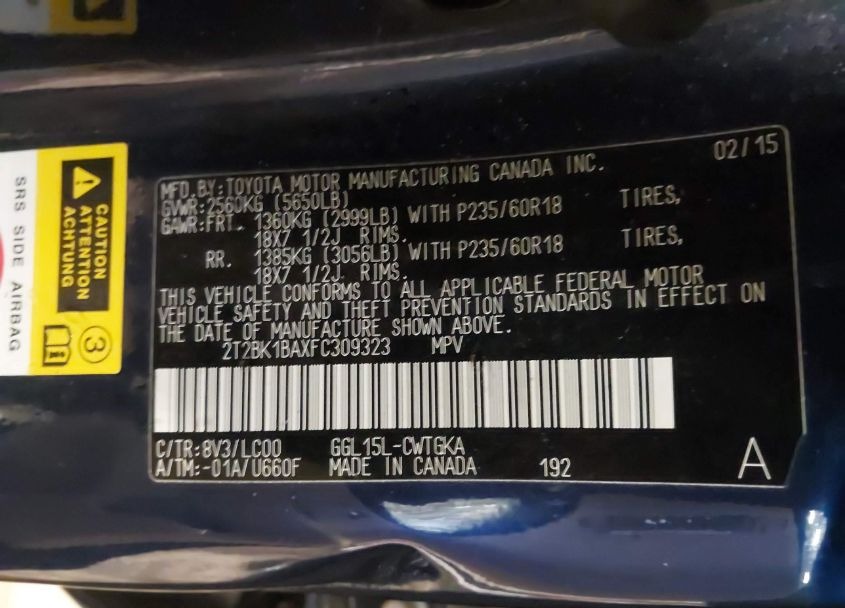 02/15
MFD.BY:TOYOTA MOTOR MANUFACTURING CANADA INC.
GVWR:2560KG (5650LB)
GAWR:FRT. 1360KG (2999LB) WITH P235/60R18 TIRES,
18X7 1/2J RIMS.
RR. 1385KG (3056LB) WITH P235/60R18 TIRES,
18X7 1/2J RIMS.
THIS VEHICLE CONFORMS TO ALL APPLICABLE FEDERAL MOTOR
VEHICLE SAFETY AND THEFT PREVENTION STANDARDS IN EFFECT ON
THE DATE OF MANUFACTURE SHOWN ABOVE.
2T2BK1BAXFC309323 MPV
C/TR:8V3/LC00 GGL15L-CWTGKA
A/TM:-01A/U660F MADE IN CANADA 192 A
SRS SIDE AIRBAG
CAUTION
ATTENTION
ACHTUNG
3